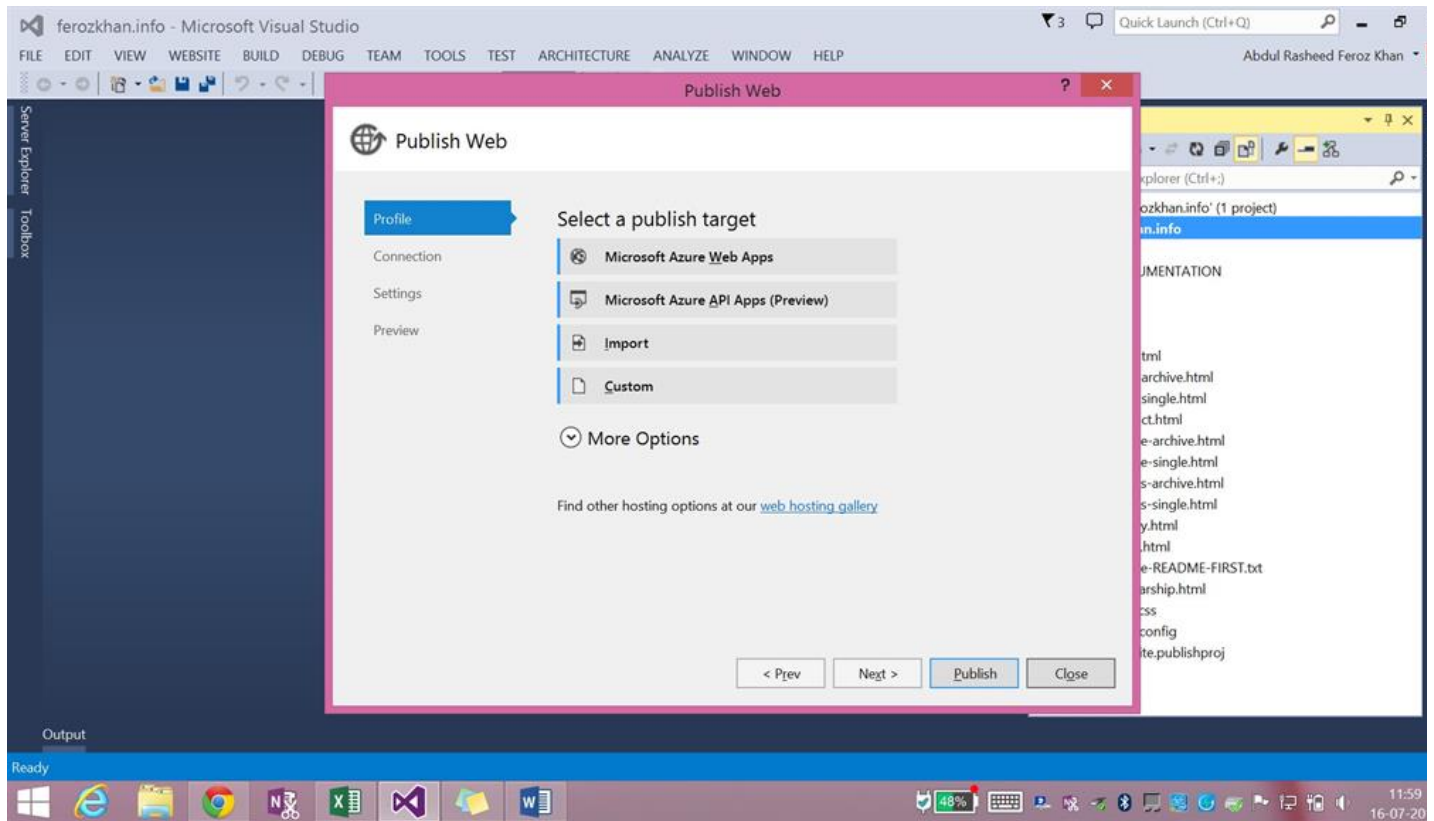 ferozkhan.info - Microsoft Visual Studio
3
Quick Launch (Ctrl+Q)
FILE EDIT VIEW WEBSITE BUILD DEBUG TEAM TOOLS TEST ARCHITECTURE ANALYZE WINDOW HELP
Abdul Rasheed Feroz Khan
Server Explorer
Toolbox
Publish Web
?
Publish Web
Profile
Connection
Settings
Preview
Select a publish target
Microsoft Azure Web Apps
Microsoft Azure API Apps (Preview)
Import
Custom
More Options
Find other hosting options at our web hosting gallery
< Prev
Next >
Publish
Close
xplorer (Ctrl+;)
ozkhan.info' (1 project)
an.info
UMENTATION
tml
archive.html
single.html
ct.html
e-archive.html
e-single.html
s-archive.html
s-single.html
y.html
.html
e-README-FIRST.txt
arship.html
css
config
ite.publishproj
Output
Ready
48%
11:59
16-07-20